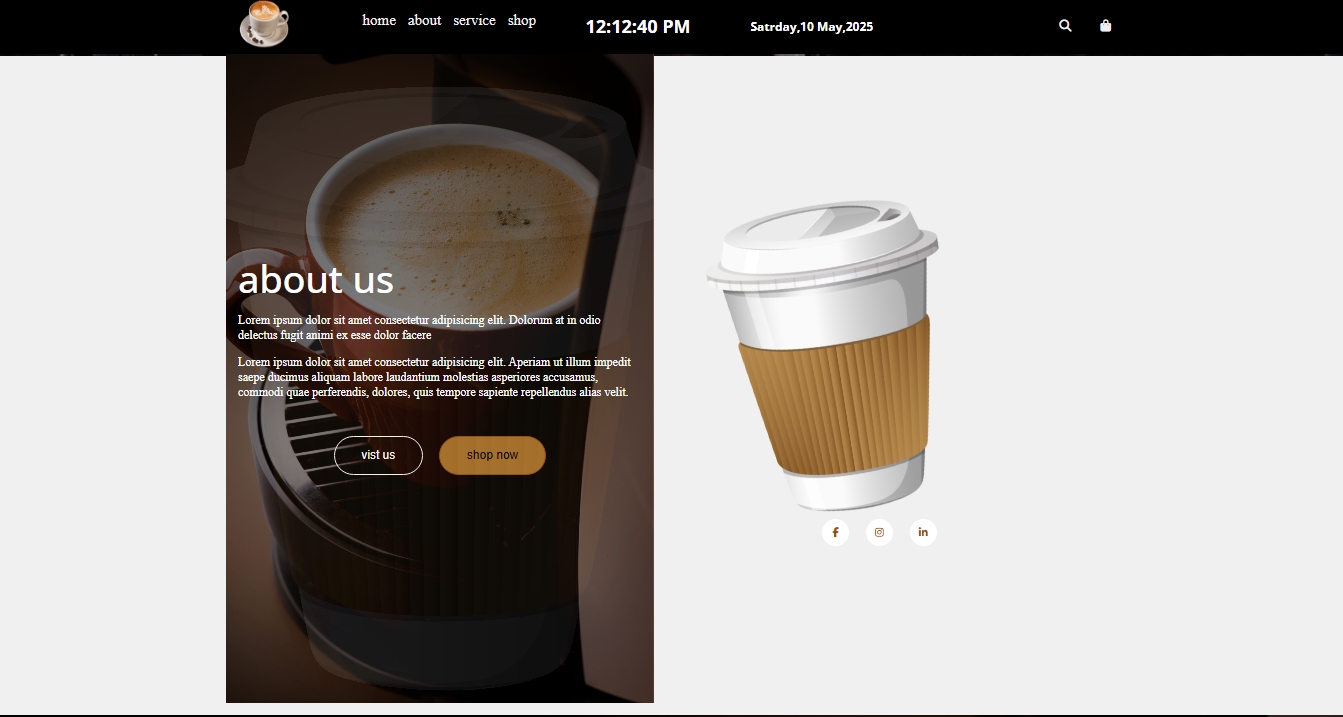 home about service shop 12:12:40 PM Satrday,10 May,2025
about us
Lorem ipsum dolor sit amet consectetur adipisicing elit. Dolorum at in odio
delectus fugit animi ex esse dolor facere
Lorem ipsum dolor sit amet consectetur adipisicing elit. Aperiam ut illum impedit
saepe ducimus aliquam labore laudantium molestias asperiores accusamus,
commodi quae perferendis, dolores, quis tempore sapiente repellendus alias velit.
vist us shop now